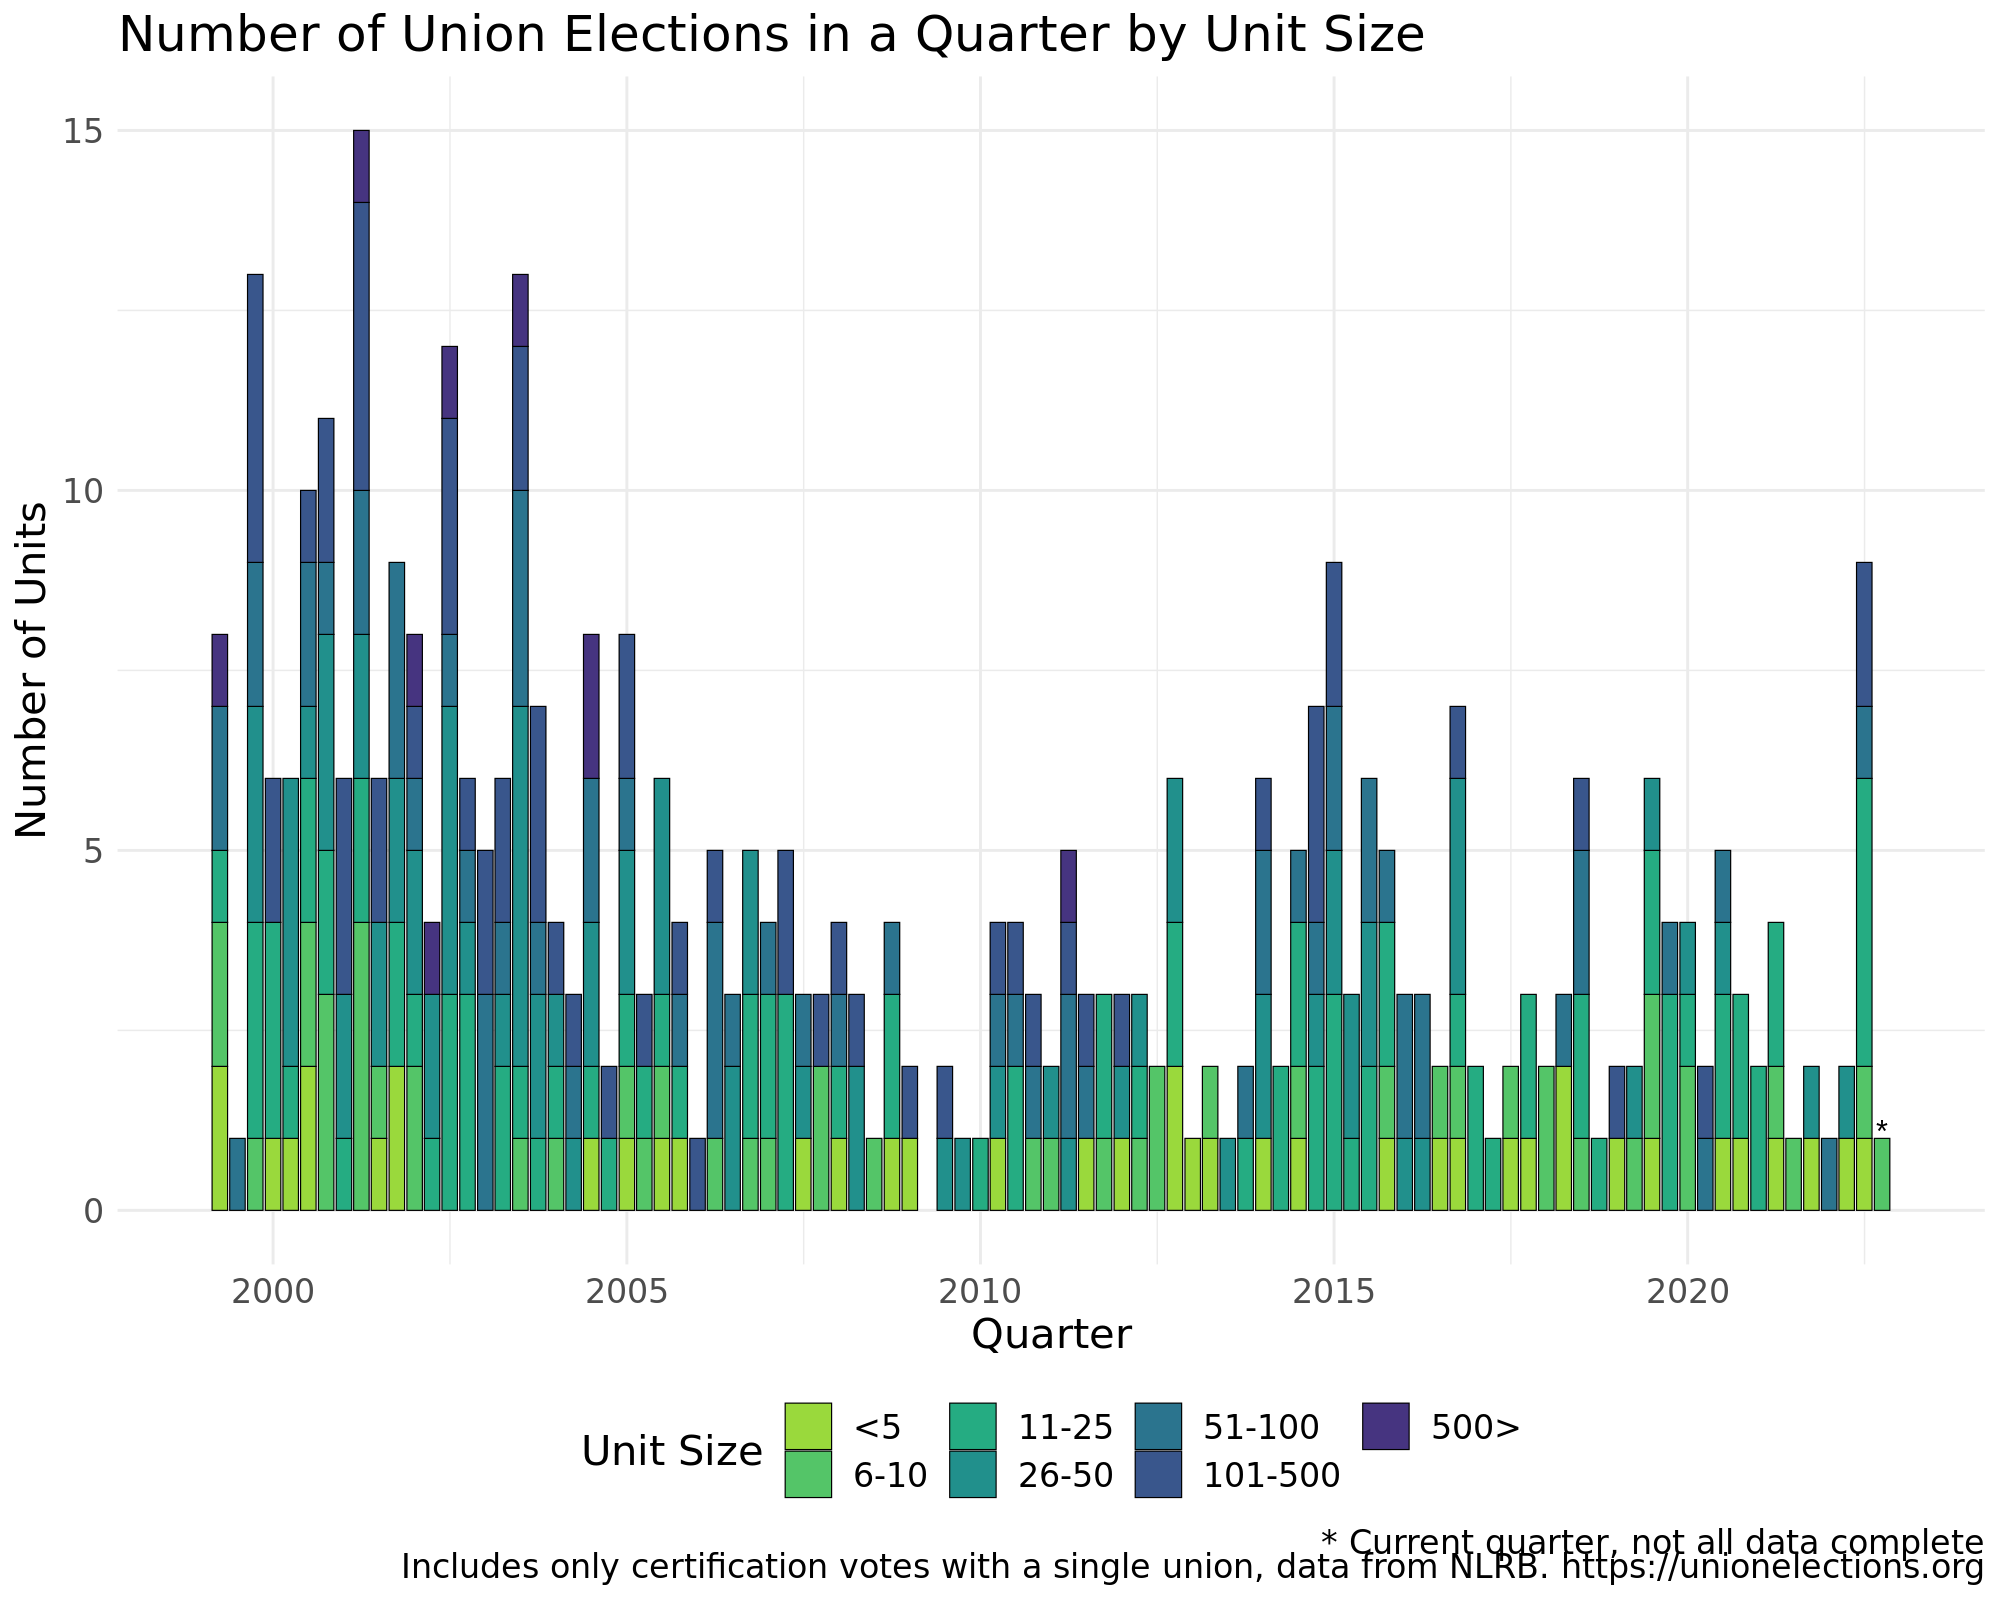 Number of Union Elections in a Quarter by Unit Size
Number of Units
15
10
5
0
*
2000 2005 2010 2015 2020
Quarter
Unit Size
<5 11-25 51-100 500>
6-10 26-50 101-500
* Current quarter, not all data complete
Includes only certification votes with a single union, data from NLRB. https://unionelections.org